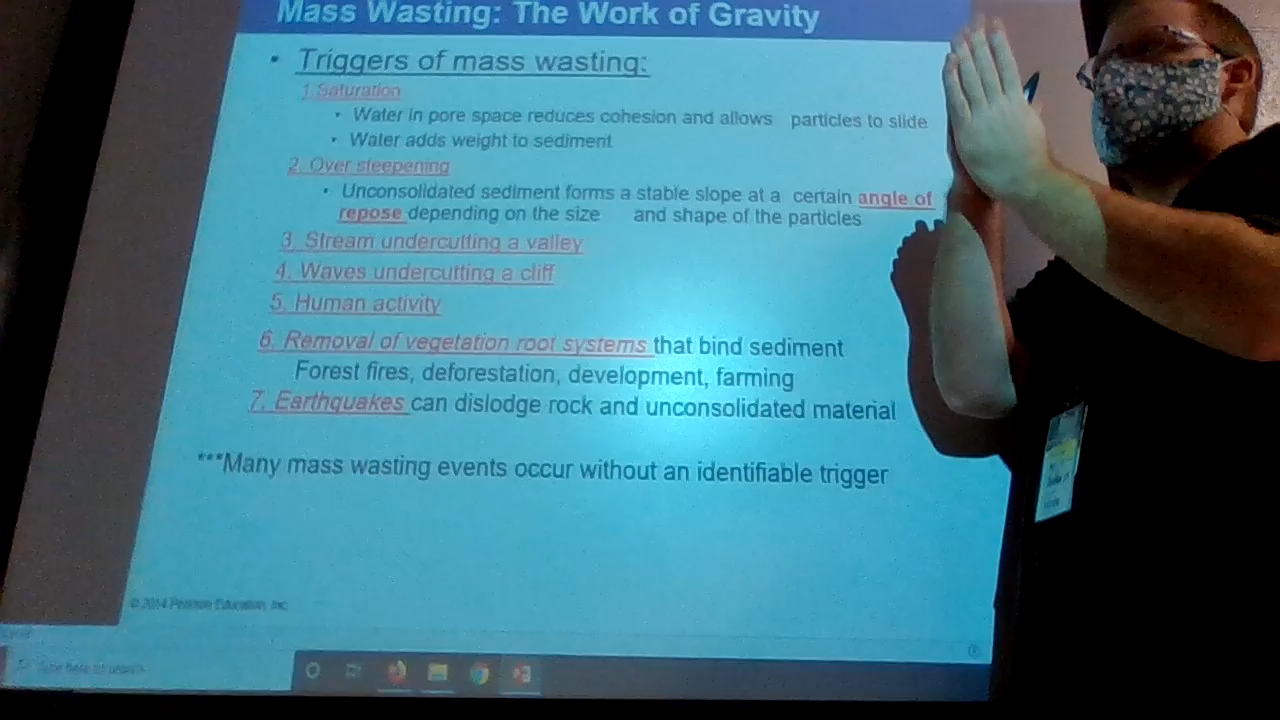 Mass Wasting: The Work of Gravity
• Triggers of mass wasting:
1.Saturation
• Water in pore space reduces cohesion and allows particles to slide
• Water adds weight to sediment
2. Over steepening
• Unconsolidated sediment forms a stable slope at a certain angle of
repose depending on the size and shape of the particles
3. Stream undercutting a valley
4. Waves undercutting a cliff
5. Human activity
6. Removal of vegetation root systems that bind sediment
Forest fires, deforestation, development, farming
7. Earthquakes can dislodge rock and unconsolidated material
***Many mass wasting events occur without an identifiable trigger
© 2014 Pearson Education, Inc.
Type here to search